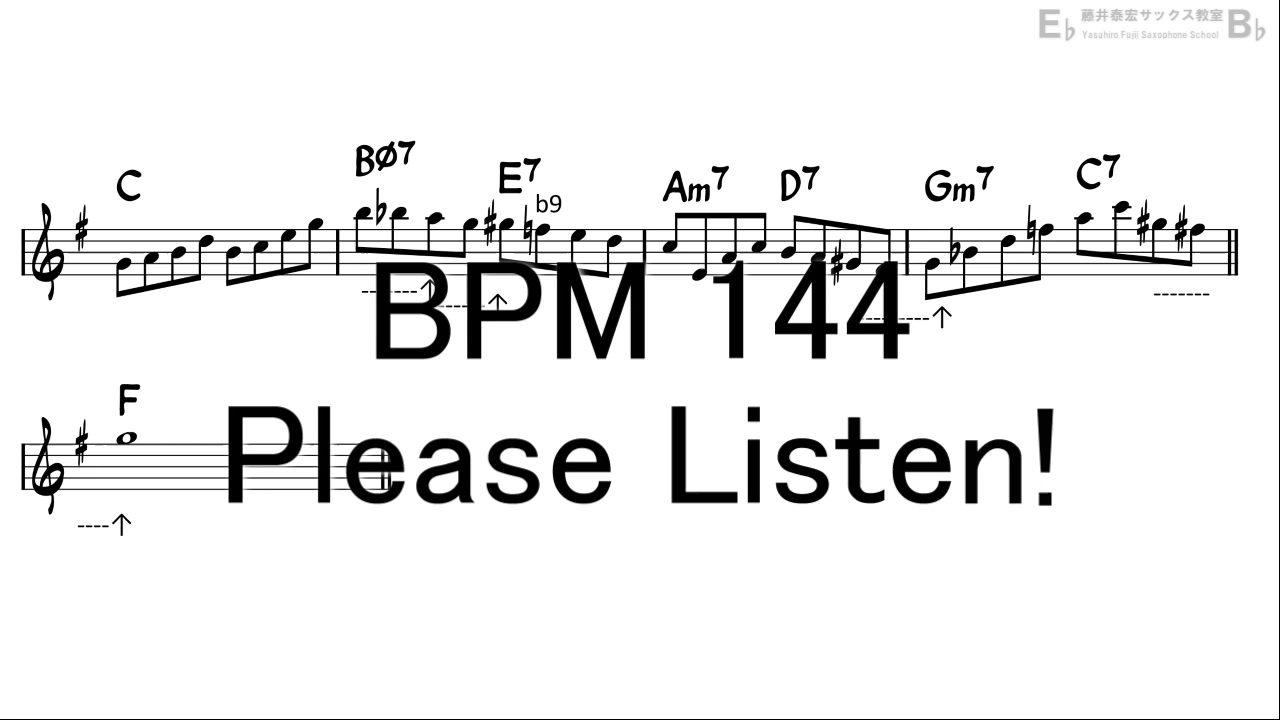 E♭ 藤井泰宏サックス教室 B♭
Yasuhiro Fujii Saxophone School
C BØ7 E7 Am7 D7 Gm7 C7
b9
BPM 144
F
Please Listen!